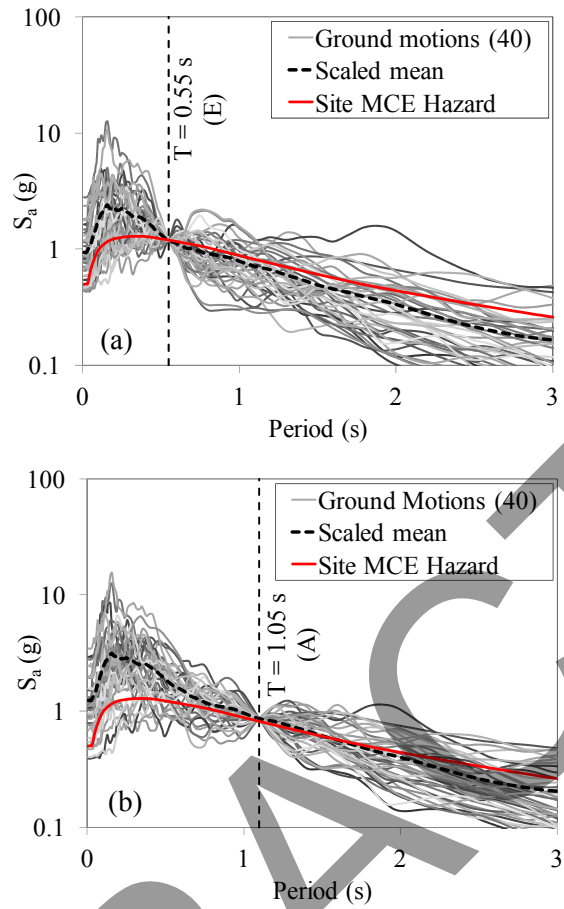 100
10
1
0.1
S_a (g)
Ground motions (40)
Scaled mean
Site MCE Hazard
T = 0.55 s
(E)
(a)
0
1
2
3
Period (s)
100
10
1
0.1
S_a (g)
Ground Motions (40)
Scaled mean
Site MCE Hazard
T = 1.05 s
(A)
(b)
0
1
2
3
Period (s)